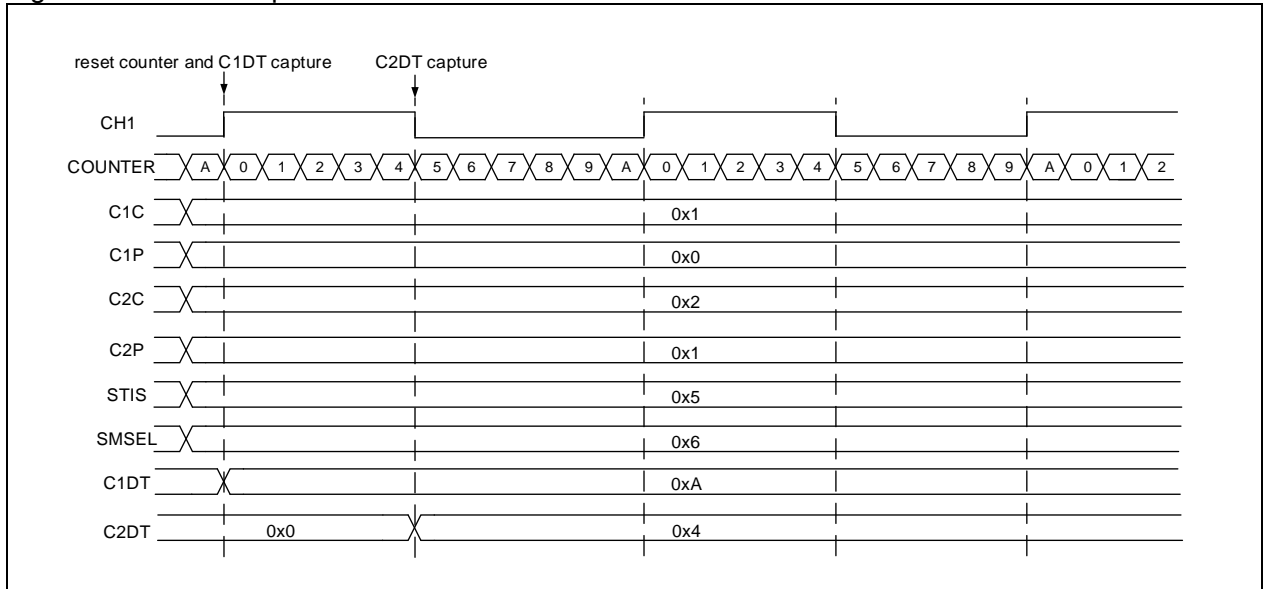 reset counter and C1DT capture C2DT capture
CH1
COUNTER A 0 1 2 3 4 5 6 7 8 9 A 0 1 2 3 4 5 6 7 8 9 A 0 1 2
C1C 0x1
C1P 0x0
C2C 0x2
C2P 0x1
STIS 0x5
SMSEL 0x6
C1DT 0xA
C2DT 0x0 0x4